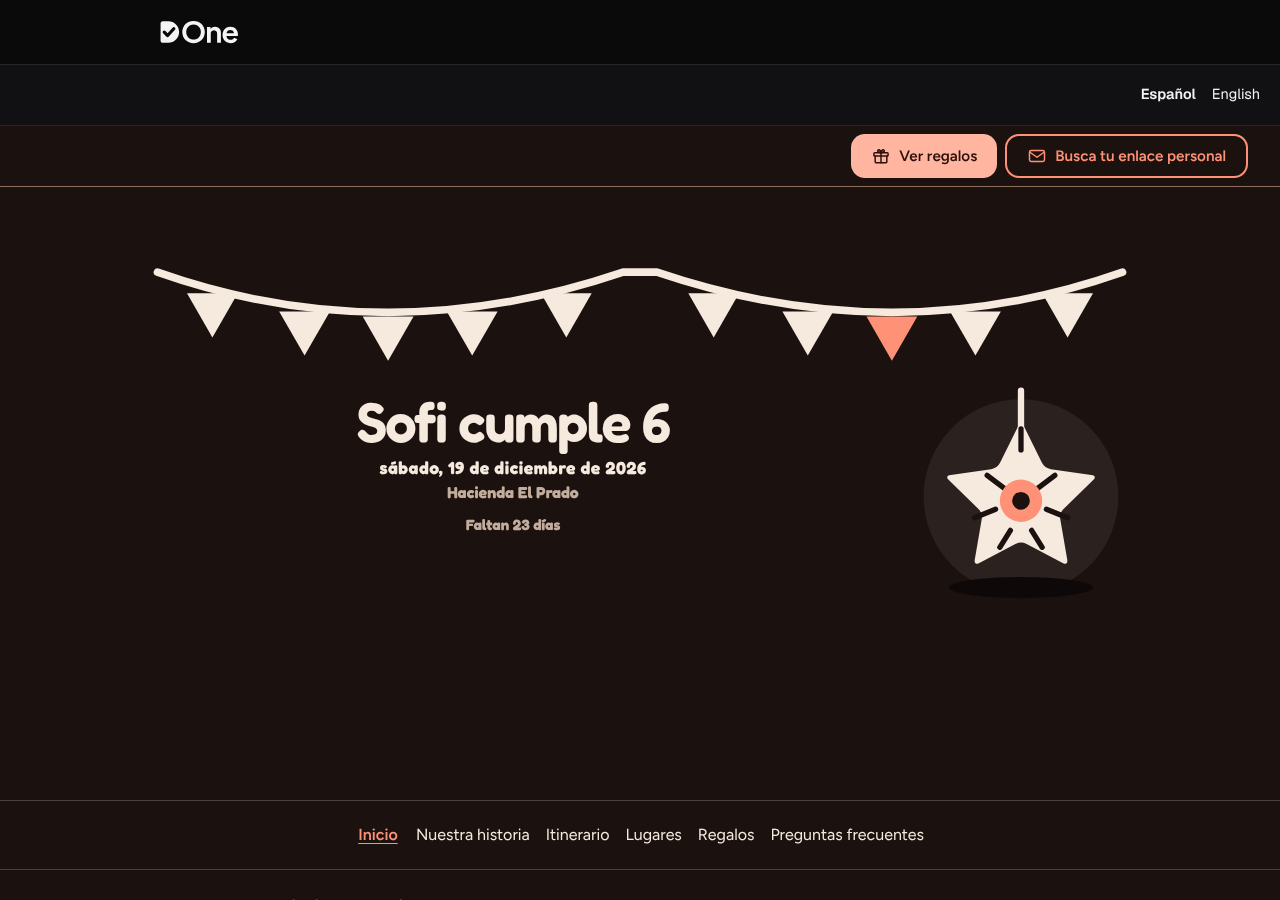 One
Español English
Ver regalos Busca tu enlace personal
Sofi cumple 6
sábado, 19 de diciembre de 2026
Hacienda El Prado
Faltan 23 días
Inicio Nuestra historia Itinerario Lugares Regalos Preguntas frecuentes